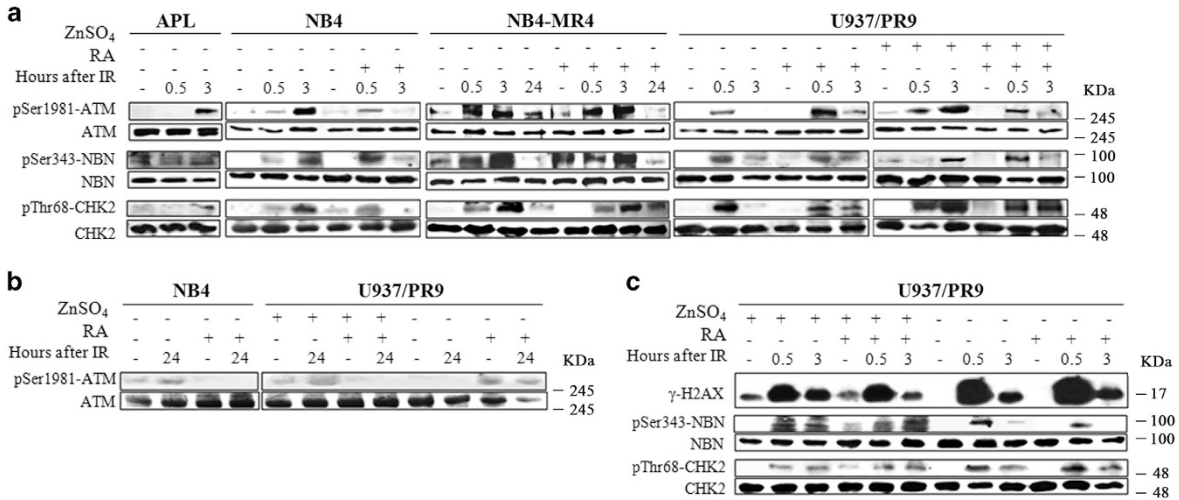 a
APL NB4 NB4-MR4 U937/PR9
ZnSO4 - - - - - - - - - - - - - - - - - - - - - - - + + + + + +
RA - - - - - - - + + - - - - + + + + - - - + + + - - - + + +
Hours after IR - 0.5 3 - 0.5 3 - 0.5 3 - 0.5 3 24 - 0.5 3 24 - 0.5 3 - 0.5 3 - 0.5 3 - 0.5 3 KDa
pSer1981-ATM – 245
ATM – 245
pSer343-NBN – 100
NBN – 100
pThr68-CHK2 – 48
CHK2 – 48
b
NB4 U937/PR9
ZnSO4 - - - - + + + + - - - -
RA - - + + - - + + - - + +
Hours after IR - 24 - 24 - 24 - 24 - 24 - 24 KDa
pSer1981-ATM – 245
ATM – 245
c
U937/PR9
ZnSO4 + + + + + + - - - - - -
RA - - - + + + - - - + + +
Hours after IR - 0.5 3 - 0.5 3 - 0.5 3 - 0.5 3 KDa
γ-H2AX – 17
pSer343-NBN – 100
NBN – 100
pThr68-CHK2 – 48
CHK2 – 48